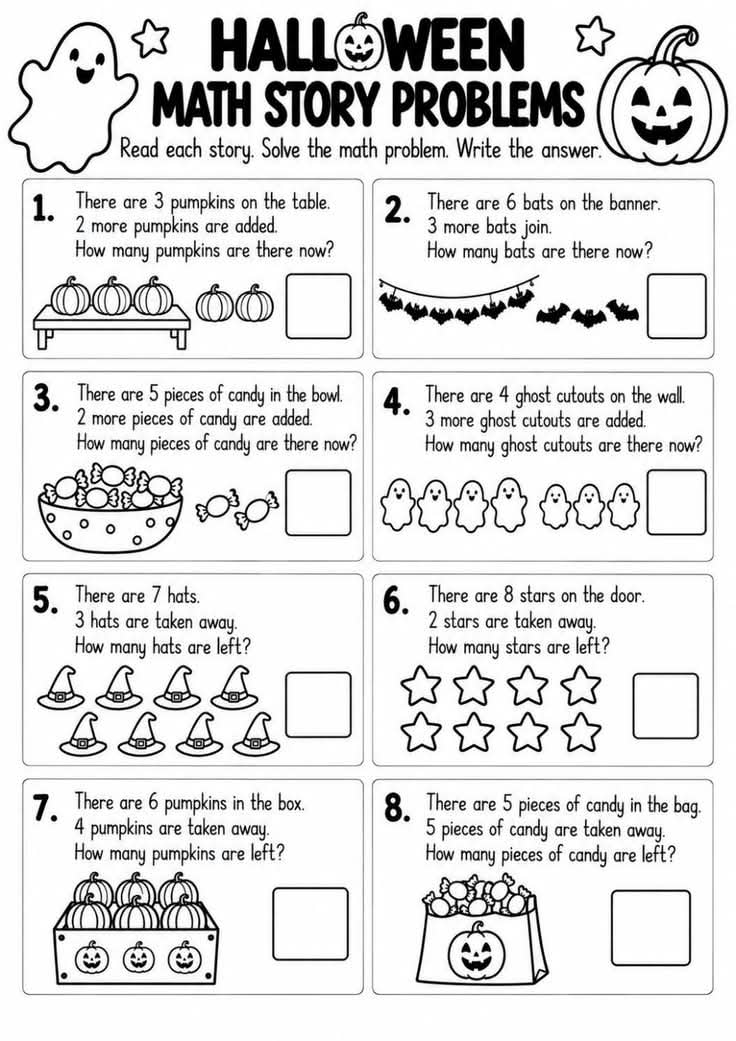 HALLOWEEN
MATH STORY PROBLEMS
Read each story. Solve the math problem. Write the answer.
1. There are 3 pumpkins on the table.
2 more pumpkins are added.
How many pumpkins are there now?
2. There are 6 bats on the banner.
3 more bats join.
How many bats are there now?
3. There are 5 pieces of candy in the bowl.
2 more pieces of candy are added.
How many pieces of candy are there now?
4. There are 4 ghost cutouts on the wall.
3 more ghost cutouts are added.
How many ghost cutouts are there now?
5. There are 7 hats.
3 hats are taken away.
How many hats are left?
6. There are 8 stars on the door.
2 stars are taken away.
How many stars are left?
7. There are 6 pumpkins in the box.
4 pumpkins are taken away.
How many pumpkins are left?
8. There are 5 pieces of candy in the bag.
5 pieces of candy are taken away.
How many pieces of candy are left?